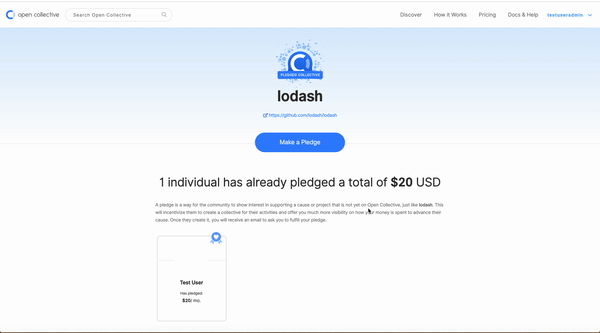 open collective
Search Open Collective
Discover
How it Works
Pricing
Docs & Help
testuseradmin
PLEDGED COLLECTIVE
lodash
https://github.com/lodash/lodash
Make a Pledge
1 individual has already pledged a total of $20 USD
A pledge is a way for the community to show interest in supporting a cause or project that is not yet on Open Collective, just like lodash. This
will incentivize them to create a collective for their activities and offer you much more visibility on how your money is spent to advance their
cause. Once they create it, you will receive an email to ask you to fulfill your pledge.
Test User
Has pledged:
$20/ mo.